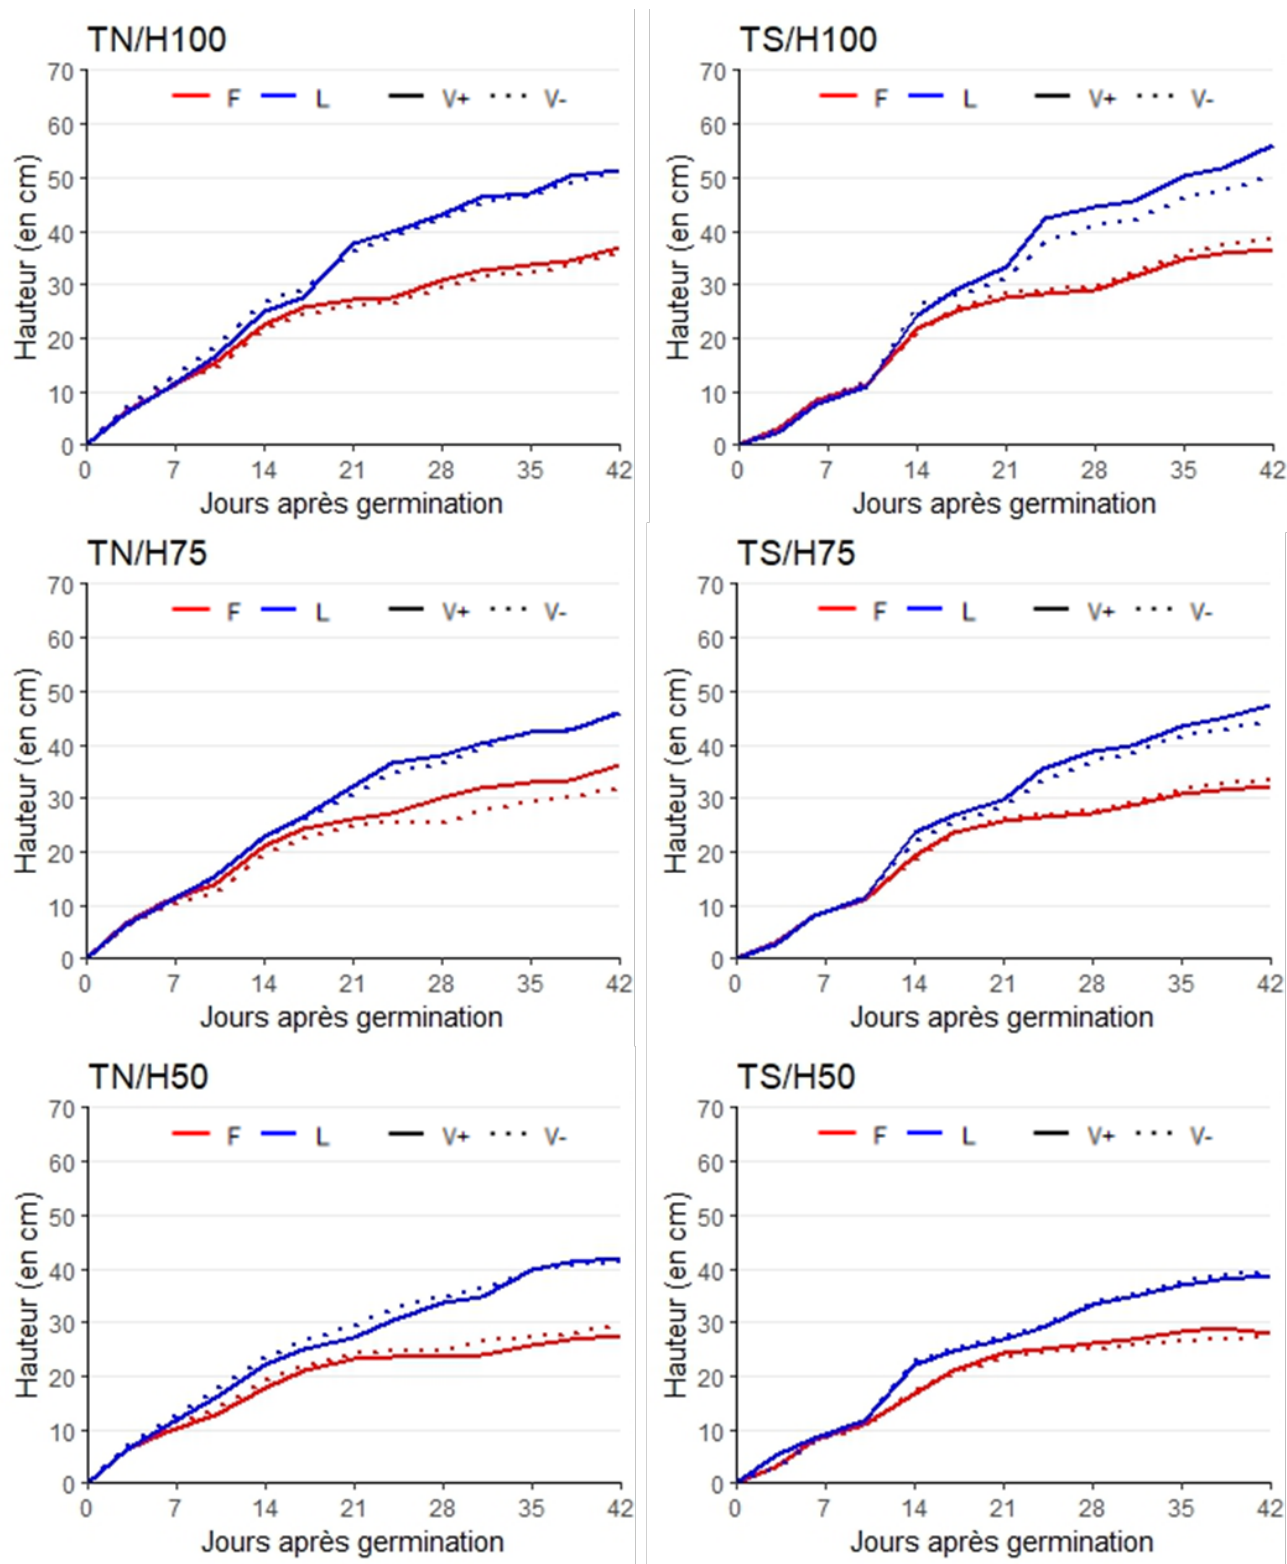 TN/H100
F L V+ V-
70
60
50
40
30
20
10
0
Hauteur (en cm)
0 7 14 21 28 35 42
Jours après germination
TS/H100
F L V+ V-
70
60
50
40
30
20
10
0
Hauteur (en cm)
0 7 14 21 28 35 42
Jours après germination
TN/H75
F L V+ V-
70
60
50
40
30
20
10
0
Hauteur (en cm)
0 7 14 21 28 35 42
Jours après germination
TS/H75
F L V+ V-
70
60
50
40
30
20
10
0
Hauteur (en cm)
0 7 14 21 28 35 42
Jours après germination
TN/H50
F L V+ V-
70
60
50
40
30
20
10
0
Hauteur (en cm)
0 7 14 21 28 35 42
Jours après germination
TS/H50
F L V+ V-
70
60
50
40
30
20
10
0
Hauteur (en cm)
0 7 14 21 28 35 42
Jours après germination